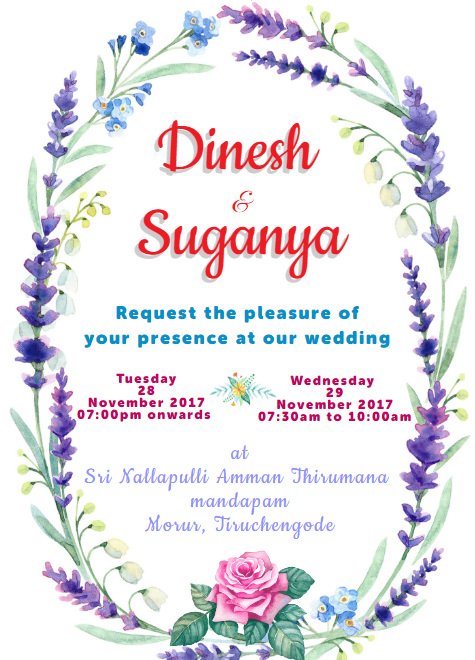 Dinesh
&
Suganya
Request the pleasure of
your presence at our wedding
Tuesday
28
November 2017
07:00pm onwards
Wednesday
29
November 2017
07:30am to 10:00am
at
Sri Nallapulli Amman Thirumana
mandapam
Morur, Tiruchengode